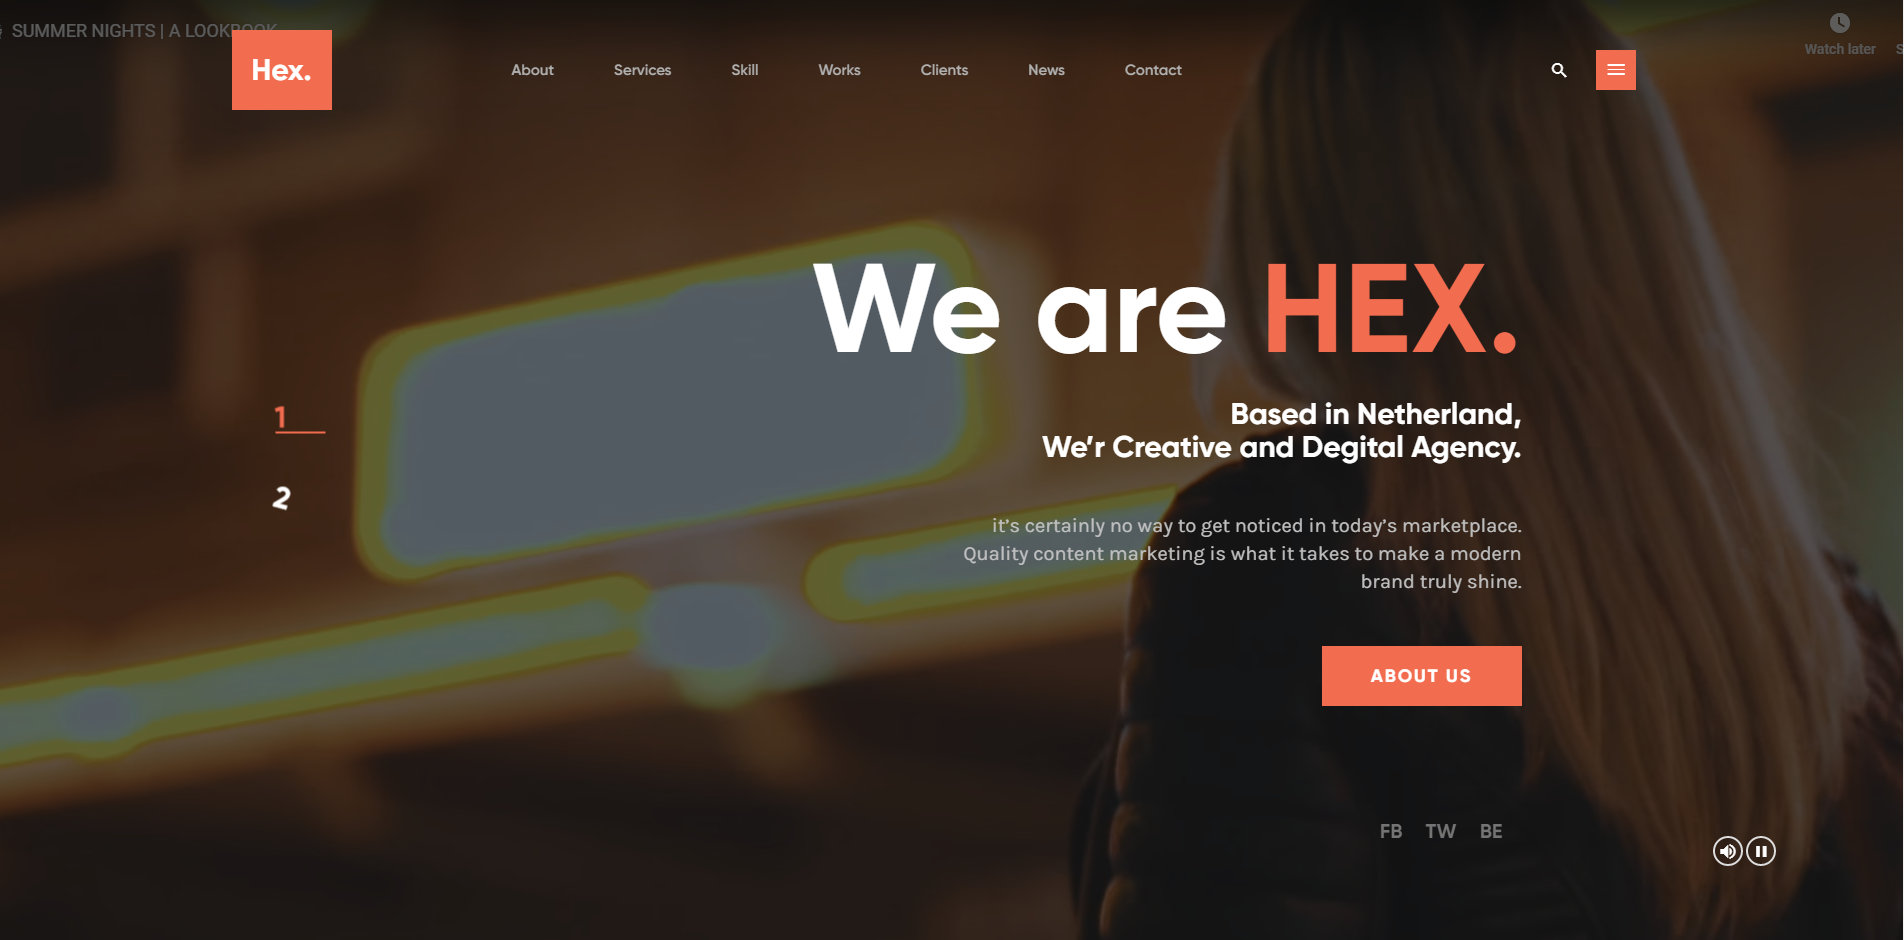 SUMMER NIGHTS | A LOOKBOOK
Watch later
Hex.
About Services Skill Works Clients News Contact
We are HEX.
Based in Netherland,
We'r Creative and Degital Agency.
1
2
it's certainly no way to get noticed in today's marketplace.
Quality content marketing is what it takes to make a modern
brand truly shine.
ABOUT US
FB TW BE